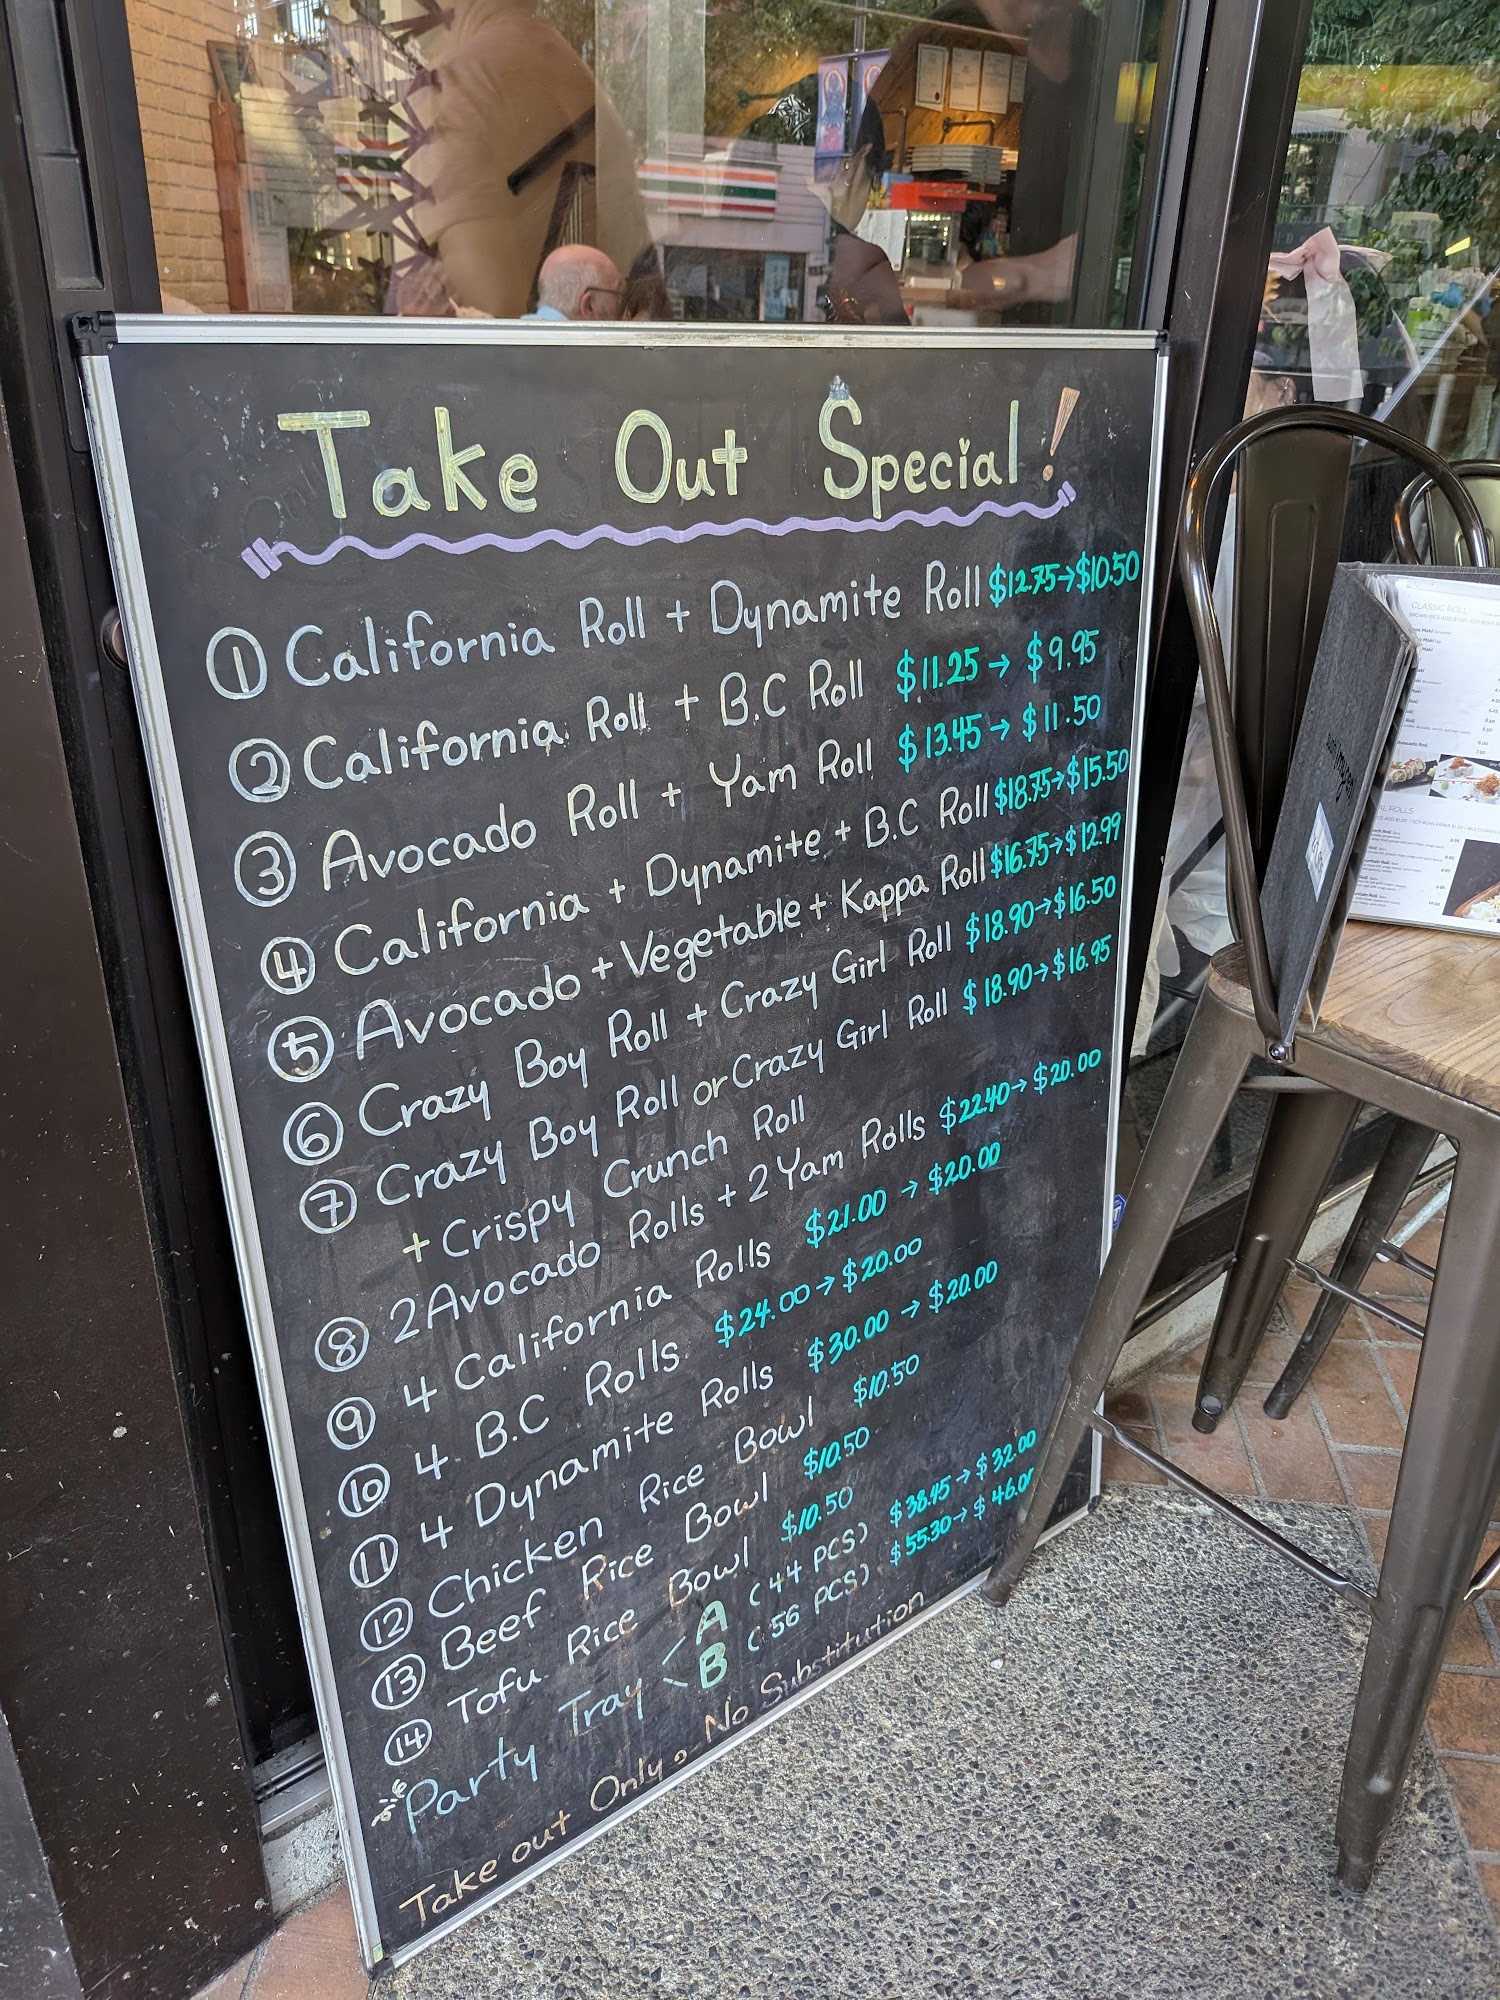 Take Out Special!
① California Roll + Dynamite Roll $12.75→$10.50
② California Roll + B.C Roll $11.25 → $9.95
③ Avocado Roll + Yam Roll $13.45 → $11.50
④ California + Dynamite + B.C Roll $18.75→$15.50
⑤ Avocado + Vegetable + Kappa Roll $16.75→$12.99
⑥ Crazy Boy Roll + Crazy Girl Roll $18.90→$16.50
⑦ Crazy Boy Roll or Crazy Girl Roll $18.90→$16.95
+ Crispy Crunch Roll
⑧ 2 Avocado Rolls + 2 Yam Rolls $22.40→ $20.00
⑨ 4 California Rolls $21.00 → $20.00
⑩ 4 B.C Rolls $24.00→ $20.00
⑪ 4 Dynamite Rolls $30.00 → $20.00
⑫ Chicken Rice Bowl $10.50
⑬ Beef Rice Bowl $10.50
⑭ Tofu Rice Bowl $10.50
Party Tray < A (44 PCS) $38.45 → $32.00
B (56 PCS) $55.30→ $46.0
Take out Only, No Substitution
CLASSIC ROLL